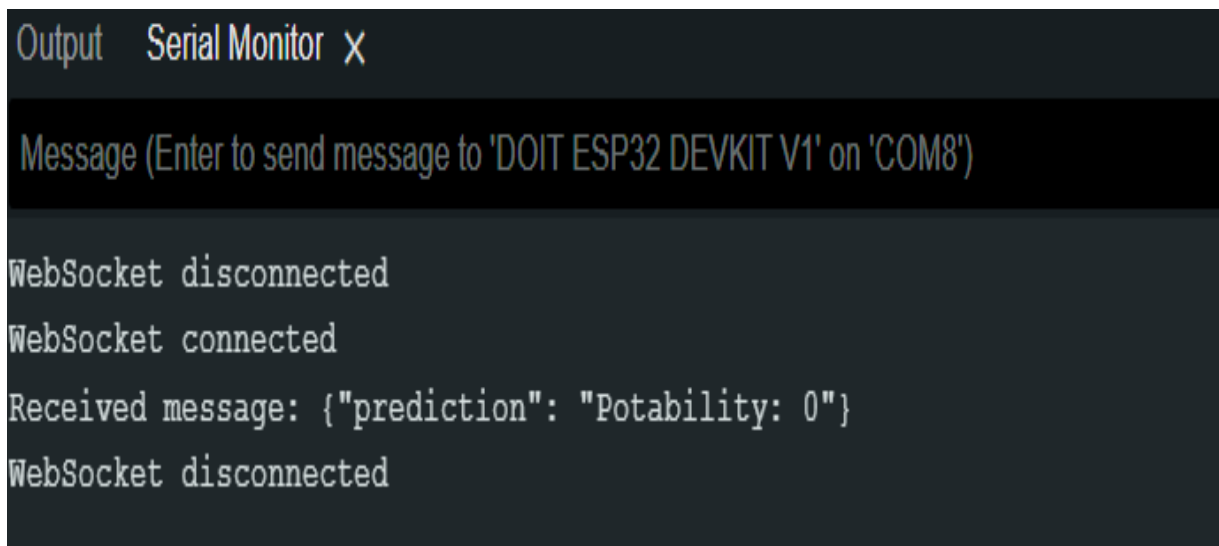 Output Serial Monitor X
Message (Enter to send message to 'DOIT ESP32 DEVKIT V1' on 'COM8')
WebSocket disconnected
WebSocket connected
Received message: {"prediction": "Potability: 0"}
WebSocket disconnected